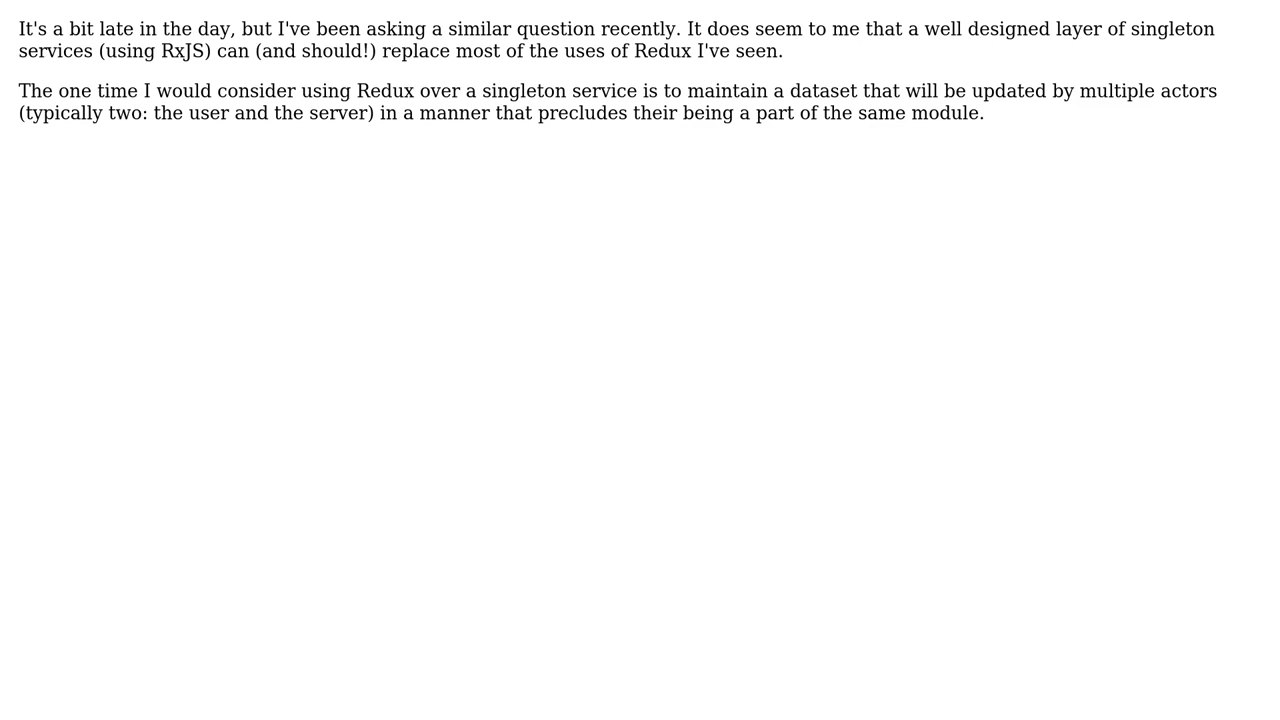 It's a bit late in the day, but I've been asking a similar question recently. It does seem to me that a well designed layer of singleton
services (using RxJS) can (and should!) replace most of the uses of Redux I've seen.
The one time I would consider using Redux over a singleton service is to maintain a dataset that will be updated by multiple actors
(typically two: the user and the server) in a manner that precludes their being a part of the same module.